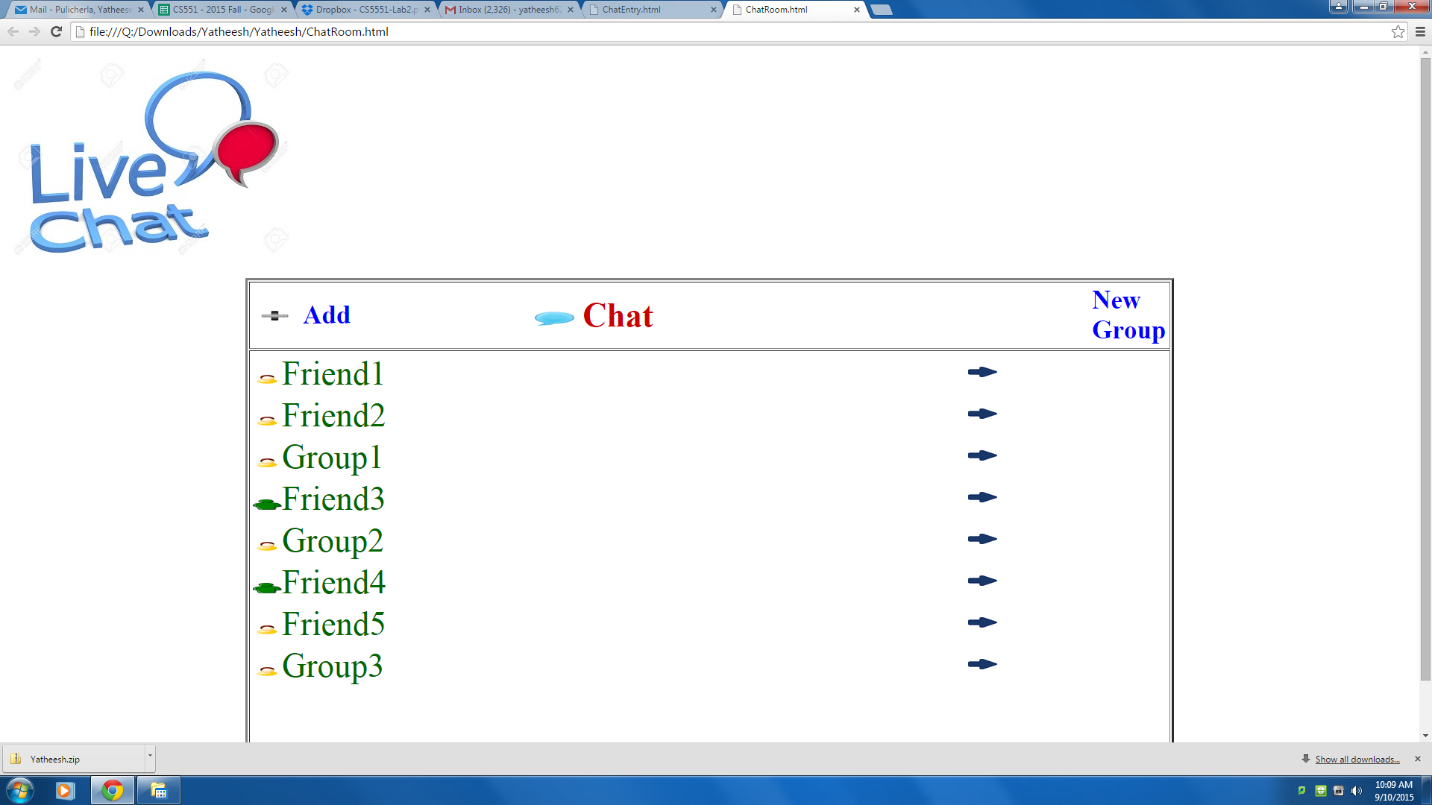 Mail - Pulicherla, Yatheesh
CS551 - 2015 Fall - Googl
Dropbox - CS5551-Lab2.p
Inbox (2,326) - yatheesh6
ChatEntry.html
ChatRoom.html
file:///Q:/Downloads/Yatheesh/Yatheesh/ChatRoom.html
Live
Chat
Add
Chat
New
Group
Friend1
Friend2
Group1
Friend3
Group2
Friend4
Friend5
Group3
Yatheesh.zip
Show all downloads...
10:09 AM
9/10/2015